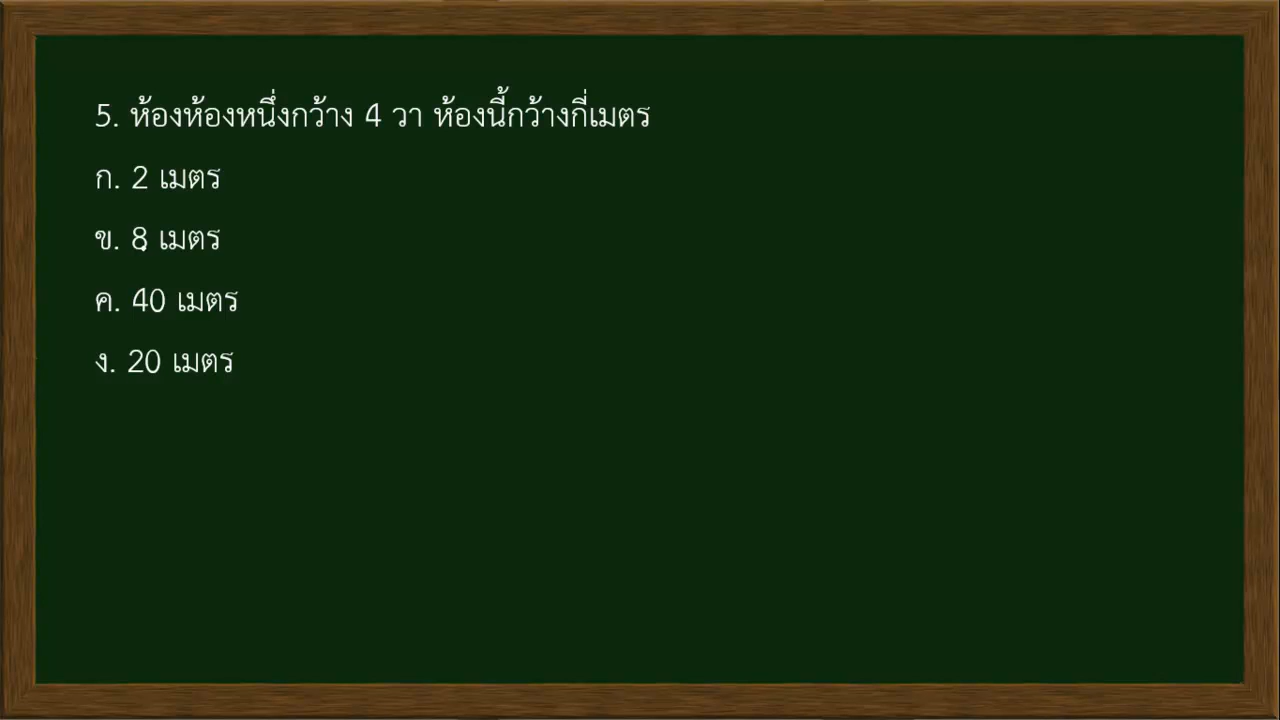 5. ห้องห้องหนึ่งกว้าง 4 วา ห้องนี้กว้างกี่เมตร
ก. 2 เมตร
ข. 8 เมตร
ค. 40 เมตร
ง. 20 เมตร